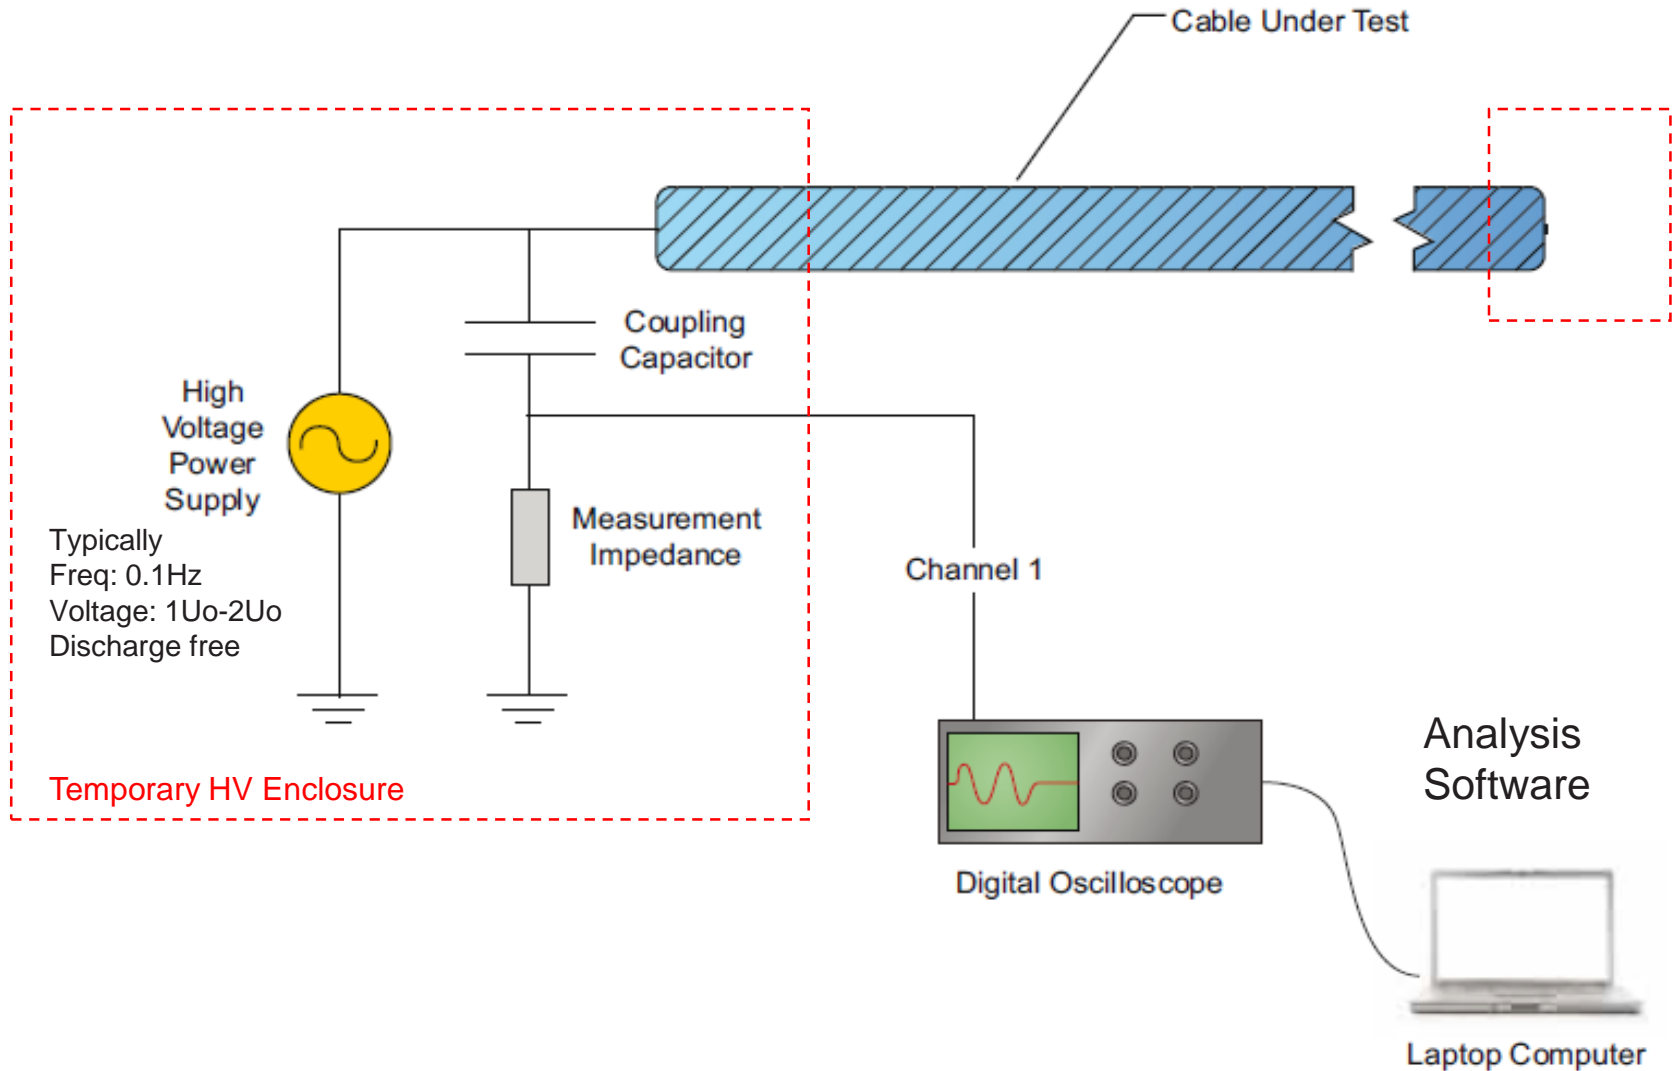 Cable Under Test
Coupling
Capacitor
High
Voltage
Power
Supply
Typically
Freq: 0.1Hz
Voltage: 1Uo-2Uo
Discharge free
Measurement
Impedance
Channel 1
Temporary HV Enclosure
Analysis
Software
Digital Oscilloscope
Laptop Computer